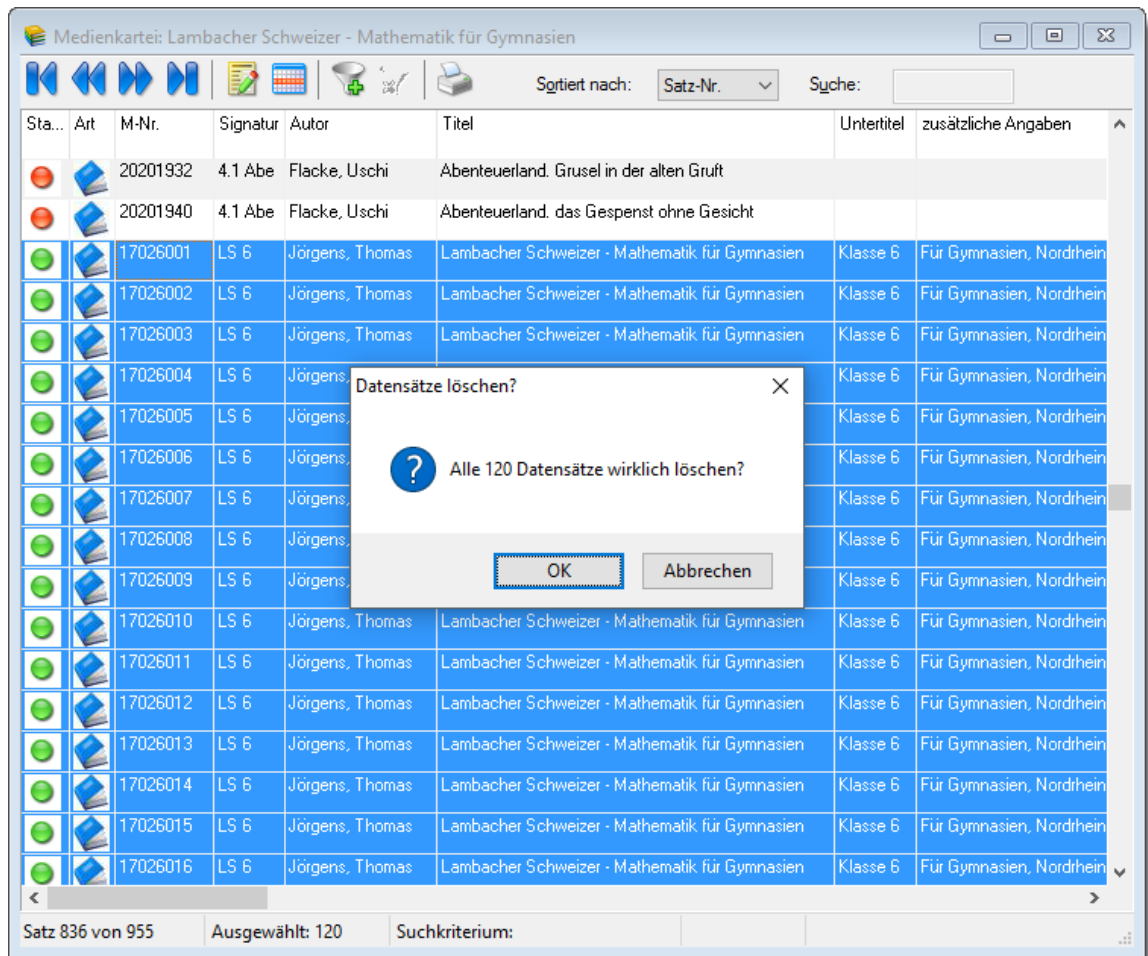 Medienkartei: Lambacher Schweizer - Mathematik für Gymnasien
Sortiert nach: Satz-Nr. Suche:
Sta... Art M-Nr. Signatur Autor Titel Untertitel zusätzliche Angaben
20201932 4.1 Abe Flacke, Uschi Abenteuerland. Grusel in der alten Gruft
20201940 4.1 Abe Flacke, Uschi Abenteuerland. das Gespenst ohne Gesicht
17026001 LS 6 Jörgens, Thomas Lambacher Schweizer - Mathematik für Gymnasien Klasse 6 Für Gymnasien, Nordrhein
17026002 LS 6 Jörgens, Thomas Lambacher Schweizer - Mathematik für Gymnasien Klasse 6 Für Gymnasien, Nordrhein
17026003 LS 6 Jörgens, Thomas Lambacher Schweizer - Mathematik für Gymnasien Klasse 6 Für Gymnasien, Nordrhein
17026004 LS 6 Jörgens, Klasse 6 Für Gymnasien, Nordrhein
17026005 LS 6 Jörgens, Klasse 6 Für Gymnasien, Nordrhein
17026006 LS 6 Jörgens, Klasse 6 Für Gymnasien, Nordrhein
17026007 LS 6 Jörgens, Klasse 6 Für Gymnasien, Nordrhein
17026008 LS 6 Jörgens, Klasse 6 Für Gymnasien, Nordrhein
17026009 LS 6 Jörgens, Klasse 6 Für Gymnasien, Nordrhein
Datensätze löschen?
Alle 120 Datensätze wirklich löschen?
OK Abbrechen
17026010 LS 6 Jörgens, Thomas Lambacher Schweizer - Mathematik für Gymnasien Klasse 6 Für Gymnasien, Nordrhein
17026011 LS 6 Jörgens, Thomas Lambacher Schweizer - Mathematik für Gymnasien Klasse 6 Für Gymnasien, Nordrhein
17026012 LS 6 Jörgens, Thomas Lambacher Schweizer - Mathematik für Gymnasien Klasse 6 Für Gymnasien, Nordrhein
17026013 LS 6 Jörgens, Thomas Lambacher Schweizer - Mathematik für Gymnasien Klasse 6 Für Gymnasien, Nordrhein
17026014 LS 6 Jörgens, Thomas Lambacher Schweizer - Mathematik für Gymnasien Klasse 6 Für Gymnasien, Nordrhein
17026015 LS 6 Jörgens, Thomas Lambacher Schweizer - Mathematik für Gymnasien Klasse 6 Für Gymnasien, Nordrhein
17026016 LS 6 Jörgens, Thomas Lambacher Schweizer - Mathematik für Gymnasien Klasse 6 Für Gymnasien, Nordrhein
Satz 836 von 955 Ausgewählt: 120 Suchkriterium: